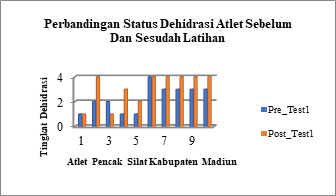 Perbandingan Status Dehidrasi Atlet Sebelum
Dan Sesudah Latihan
Tingkat Dehidrasi
4
2
0
1 3 5 7 9
Atlet Pencak Silat Kabupaten Madiun
Pre_Test1
Post_Test1